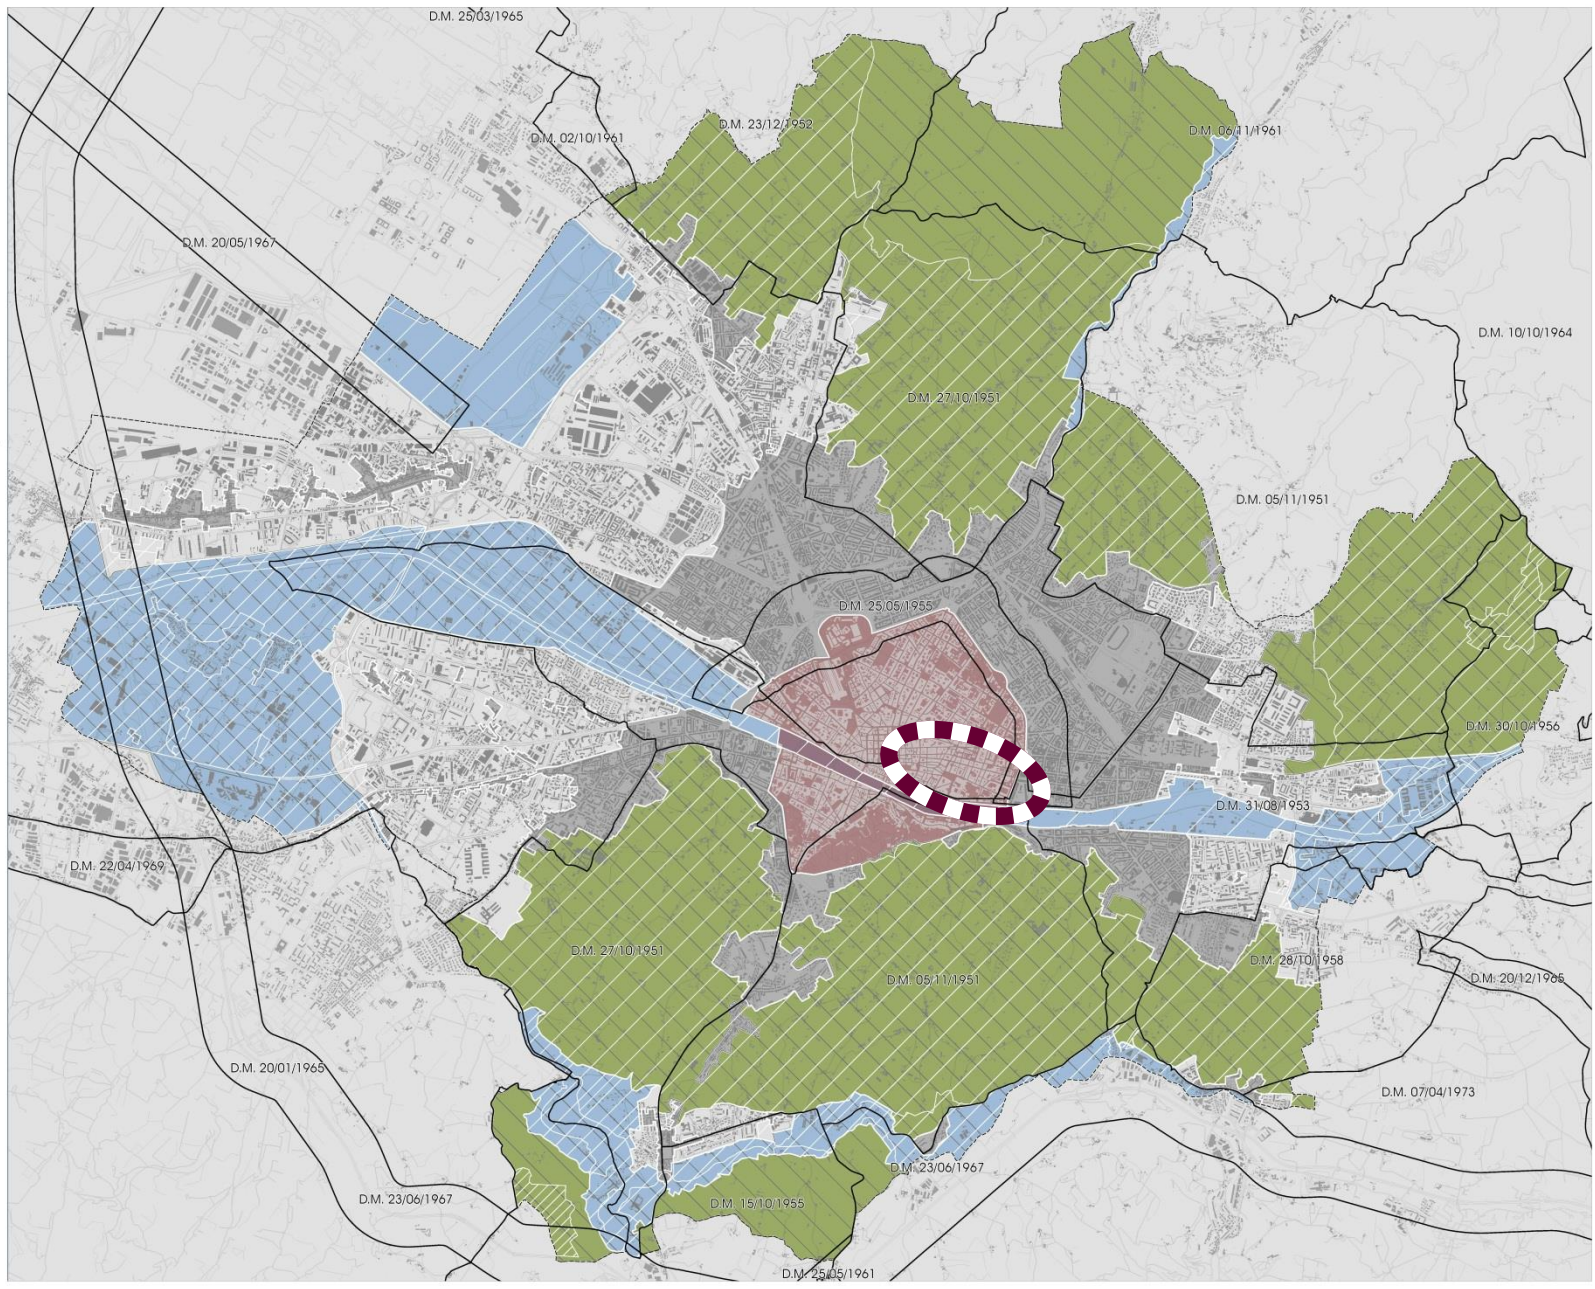 D.M. 25/03/1965
D.M. 23/12/1952
D.M. 06/11/1961
D.M. 02/10/1961
D.M. 20/05/1967
D.M. 10/10/1964
D.M. 27/10/1951
D.M. 05/11/1951
D.M. 25/05/1955
D.M. 30/10/1956
D.M. 31/08/1953
D.M. 22/04/1969
D.M. 27/10/1951
D.M. 28/10/1958
D.M. 05/11/1951
D.M. 20/12/1965
D.M. 20/01/1965
D.M. 07/04/1973
D.M. 23/06/1967
D.M. 23/06/1967
D.M. 15/10/1955
D.M. 25/05/1961